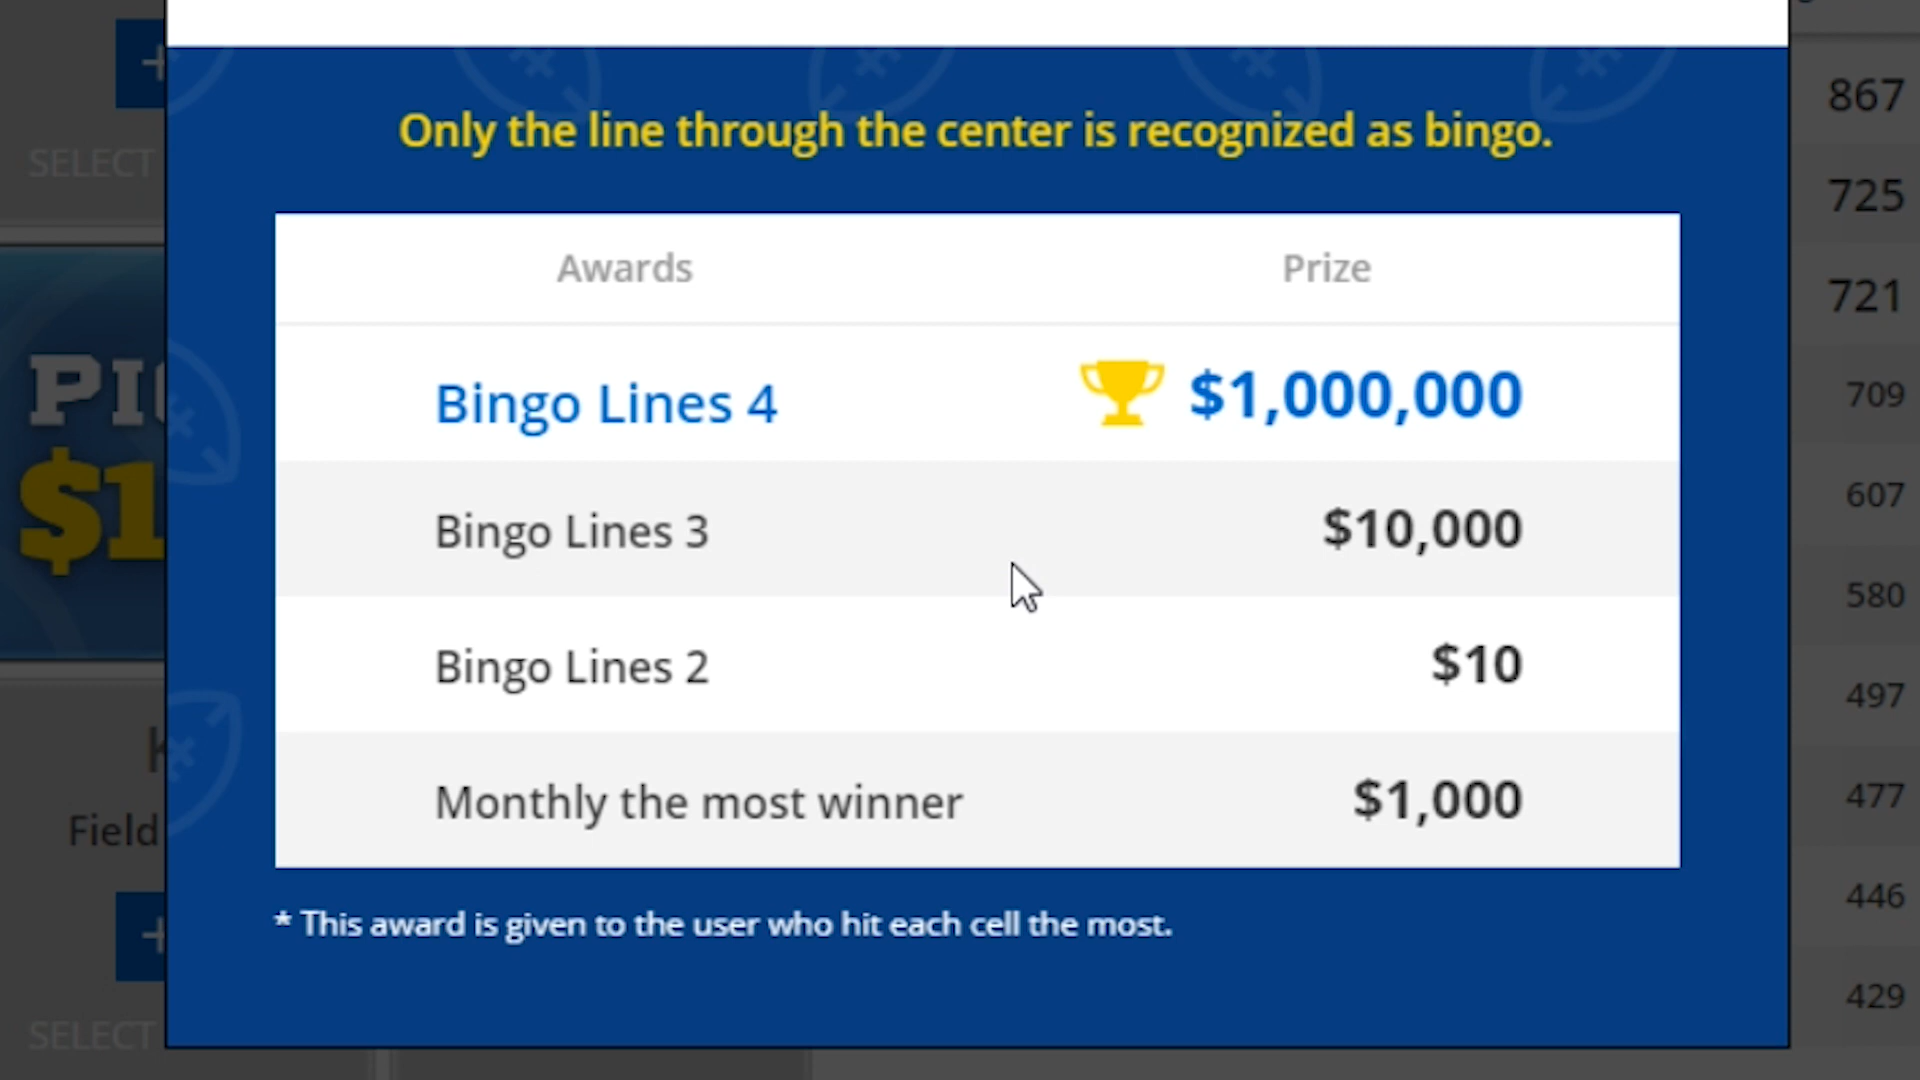 Only the line through the center is recognized as bingo.
Awards Prize
Bingo Lines 4 $1,000,000
Bingo Lines 3 $10,000
Bingo Lines 2 $10
Monthly the most winner $1,000
* This award is given to the user who hit each cell the most.
SELECT
$1
Field
SELECT
867
725
721
709
607
580
497
477
446
429